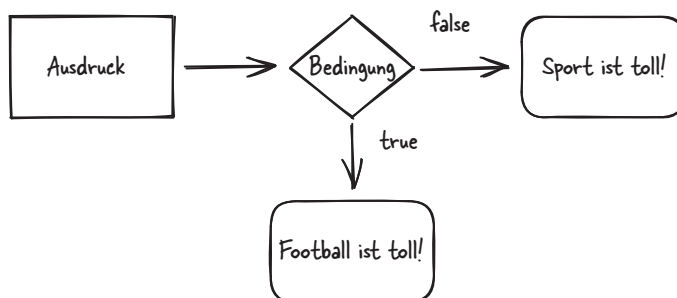 false
Ausdruck
Bedingung
Sport ist toll!
true
Football ist toll!